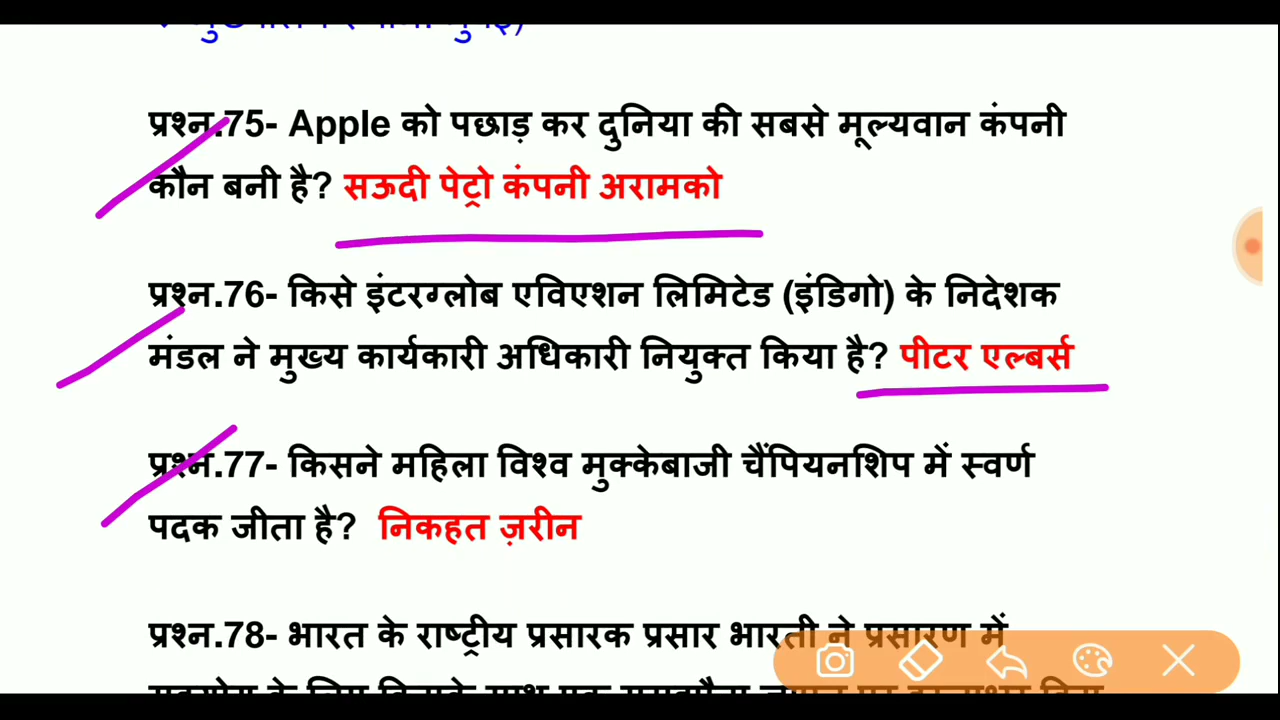 प्रश्न.75- Apple को पछाड़ कर दुनिया की सबसे मूल्यवान कंपनी
कौन बनी है? सऊदी पेट्रो कंपनी अरामको
प्रश्न.76- किसे इंटरग्लोब एविएशन लिमिटेड (इंडिगो) के निदेशक
मंडल ने मुख्य कार्यकारी अधिकारी नियुक्त किया है? पीटर एल्बर्स
प्रश्न.77- किसने महिला विश्व मुक्केबाजी चैंपियनशिप में स्वर्ण
पदक जीता है? निकहत ज़रीन
प्रश्न.78- भारत के राष्ट्रीय प्रसारक प्रसार भारती ने प्रसारण में